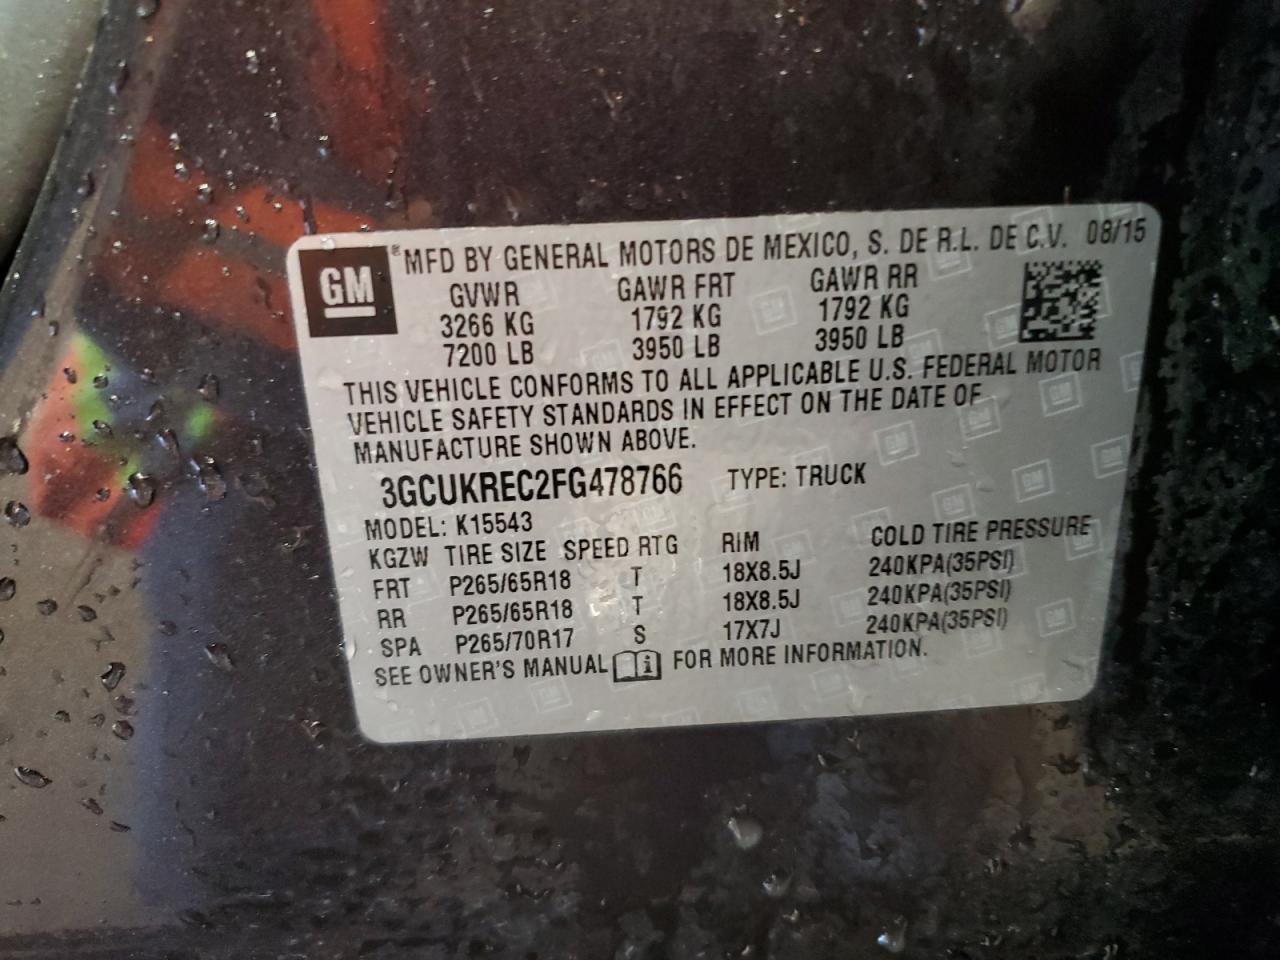 GM
® MFD BY GENERAL MOTORS DE MEXICO, S. DE R.L. DE C.V. 08/15
GVWR GAWR FRT GAWR RR
3266 KG 1792 KG 1792 KG
7200 LB 3950 LB 3950 LB
THIS VEHICLE CONFORMS TO ALL APPLICABLE U.S. FEDERAL MOTOR
VEHICLE SAFETY STANDARDS IN EFFECT ON THE DATE OF
MANUFACTURE SHOWN ABOVE.
3GCUKREC2FG478766 TYPE: TRUCK
MODEL: K15543
KGZW TIRE SIZE SPEED RTG RIM COLD TIRE PRESSURE
FRT P265/65R18 T 18X8.5J 240KPA(35PSI)
RR P265/65R18 T 18X8.5J 240KPA(35PSI)
SPA P265/70R17 S 17X7J 240KPA(35PSI)
SEE OWNER'S MANUAL i FOR MORE INFORMATION.